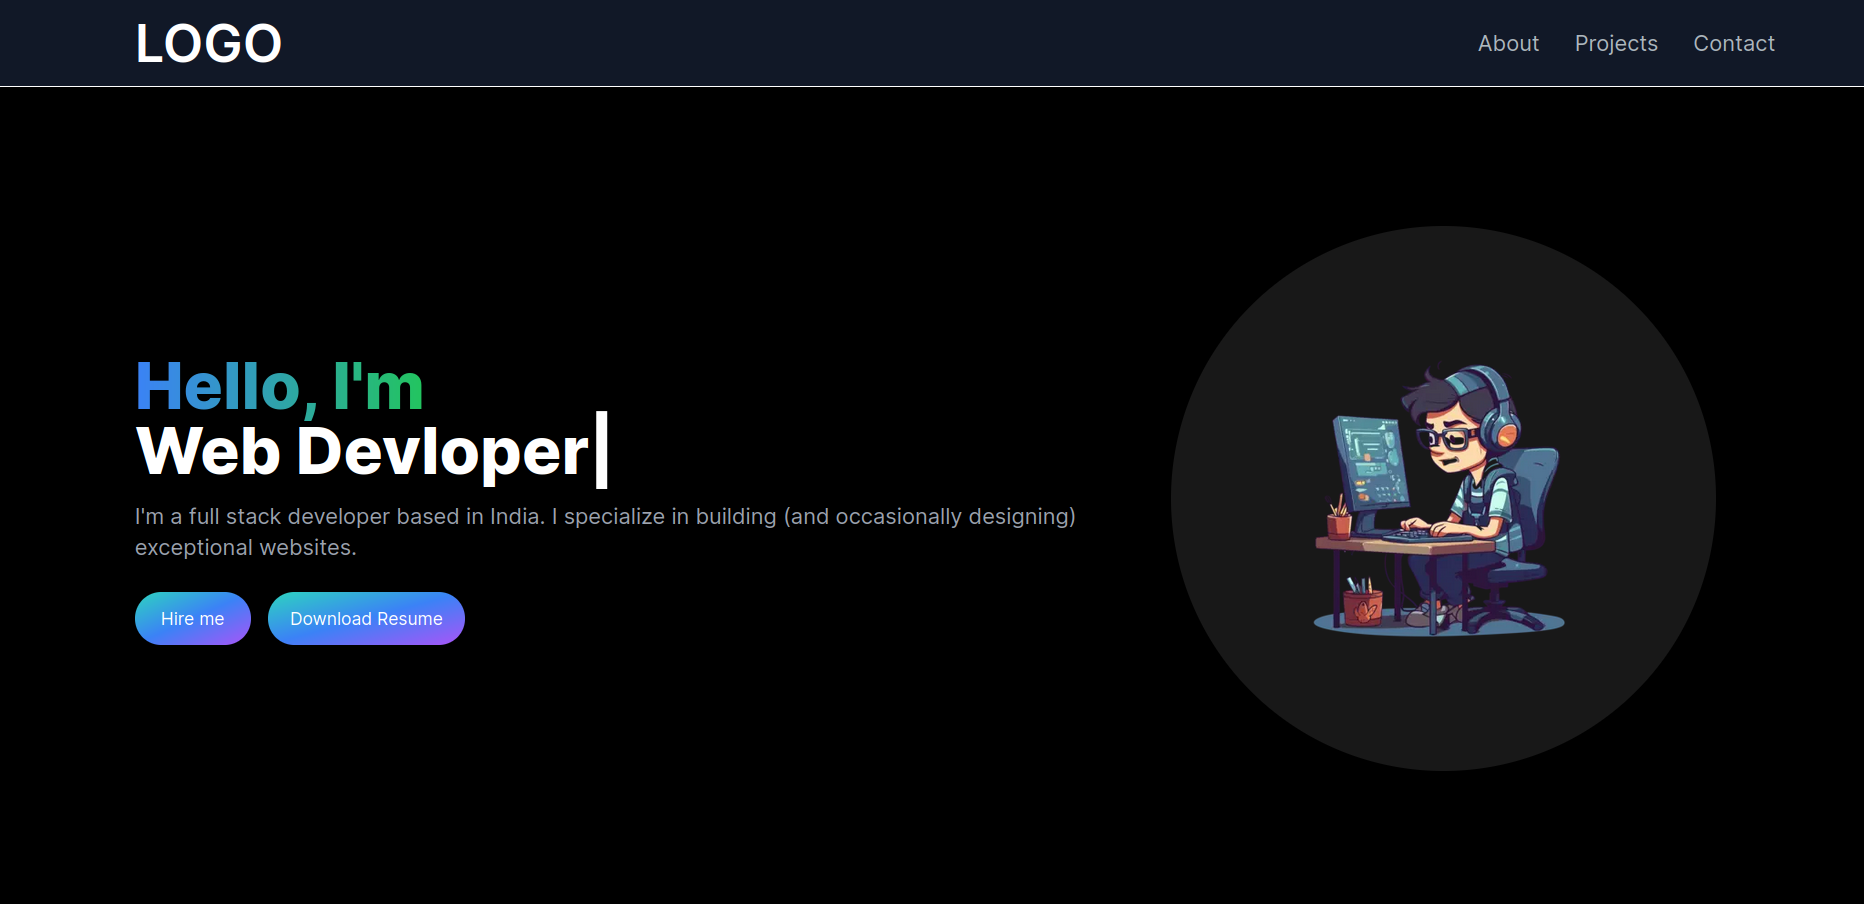 LOGO
About Projects Contact
Hello, I'm
Web Devloper|
I'm a full stack developer based in India. I specialize in building (and occasionally designing)
exceptional websites.
Hire me Download Resume